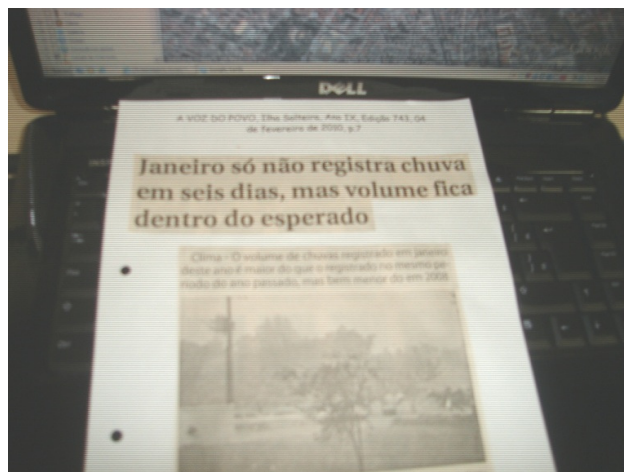 DELL
A VOZ DO POVO, Ilha Solteira, Ano IX, Edição 743, 04
de fevereiro de 2010, p.7
Janeiro só não registra chuva
em seis dias, mas volume fica
dentro do esperado
Clima - O volume de chuvas registrado em janeiro
deste ano é maior do que o registrado no mesmo pe-
ríodo do ano passado, mas bem menor do em 2008